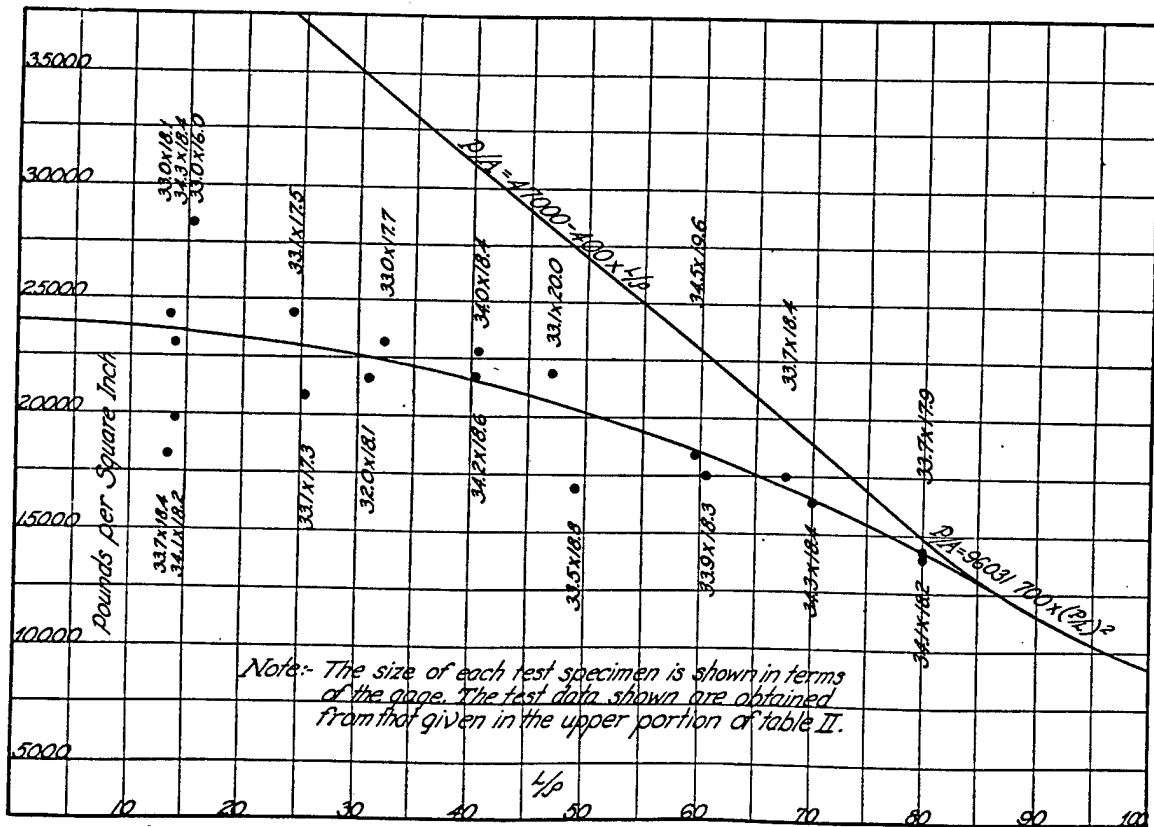 35000
30000
25000
20000
15000
10000
5000
Pounds per Square Inch
33.0x18.1
34.3x18.4
33.0x16.0
33.1x17.5
33.0x17.7
34.0x18.4
33.1x20.0
34.5x19.6
33.7x18.4
33.7x17.9
P/A=47000-400x L/ρ
P/A=96031700x(ρ/L)2
33.7x18.4
34.1x18.2
33.1x17.3
32.0x18.1
34.2x18.6
33.5x18.8
33.9x18.3
34.3x18.4
34.1x18.2
Note:- The size of each test specimen is shown in terms
of the gage. The test data shown are obtained
from that given in the upper portion of table II.
L/ρ
10 20 30 40 50 60 70 80 90 100